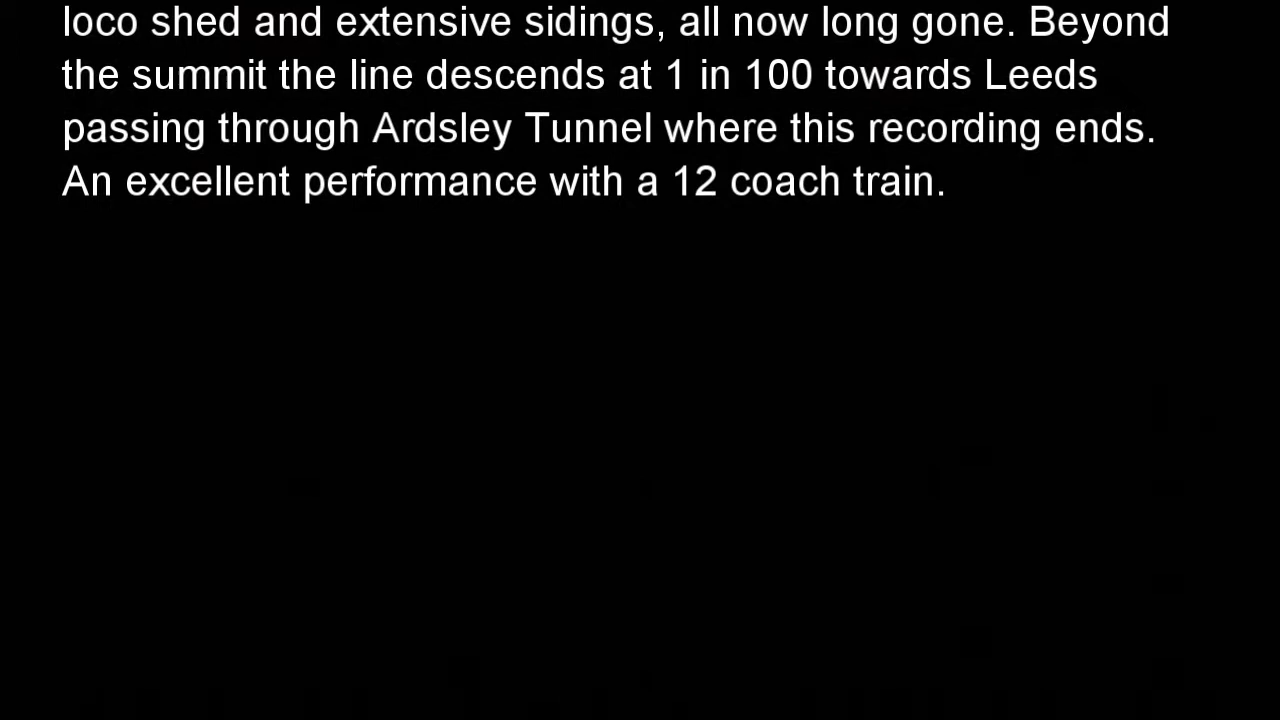 loco shed and extensive sidings, all now long gone. Beyond
the summit the line descends at 1 in 100 towards Leeds
passing through Ardsley Tunnel where this recording ends.
An excellent performance with a 12 coach train.